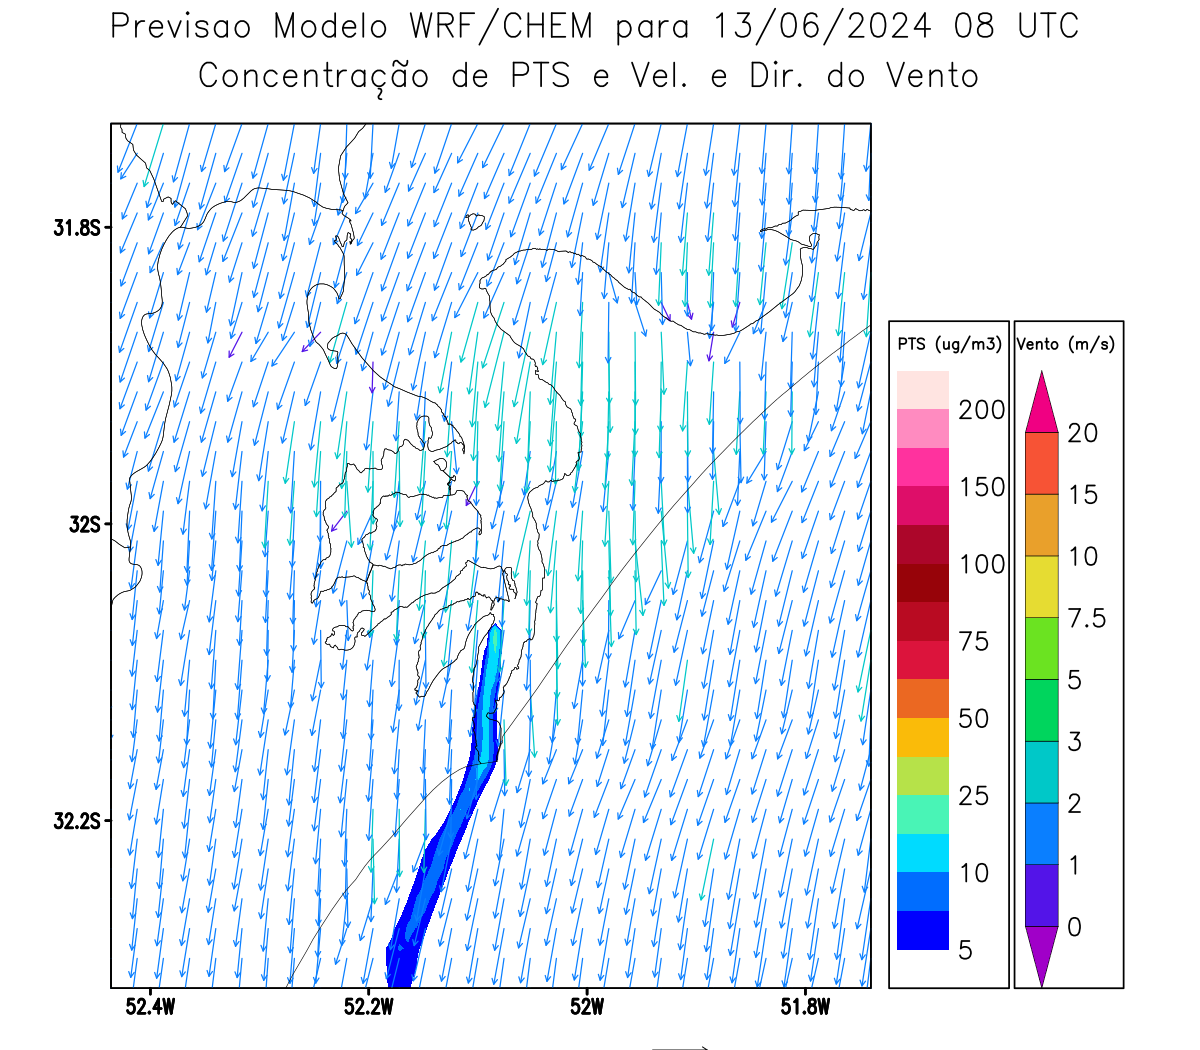 Previsao Modelo WRF/CHEM para 13/06/2024 08 UTC
Concentração de PTS e Vel. e Dir. do Vento
31.8S
32S
32.2S
52.4W 52.2W 52W 51.8W
PTS (ug/m3)
200
150
100
75
50
25
10
5
Vento (m/s)
20
15
10
7.5
5
3
2
1
0